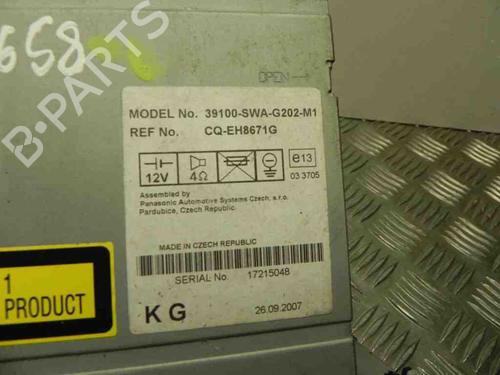 658
OPEN
MODEL No. 39100-SWA-G202-M1
REF No. CQ-EH8671G
12V 4Ω e13
03 3705
Assembled by
Panasonic Automotive Systems Czech, s.r.o.
Pardubice, Czech Republic.
MADE IN CZECH REPUBLIC
SERIAL No. 17215048
KG 26.09.2007
1
PRODUCT